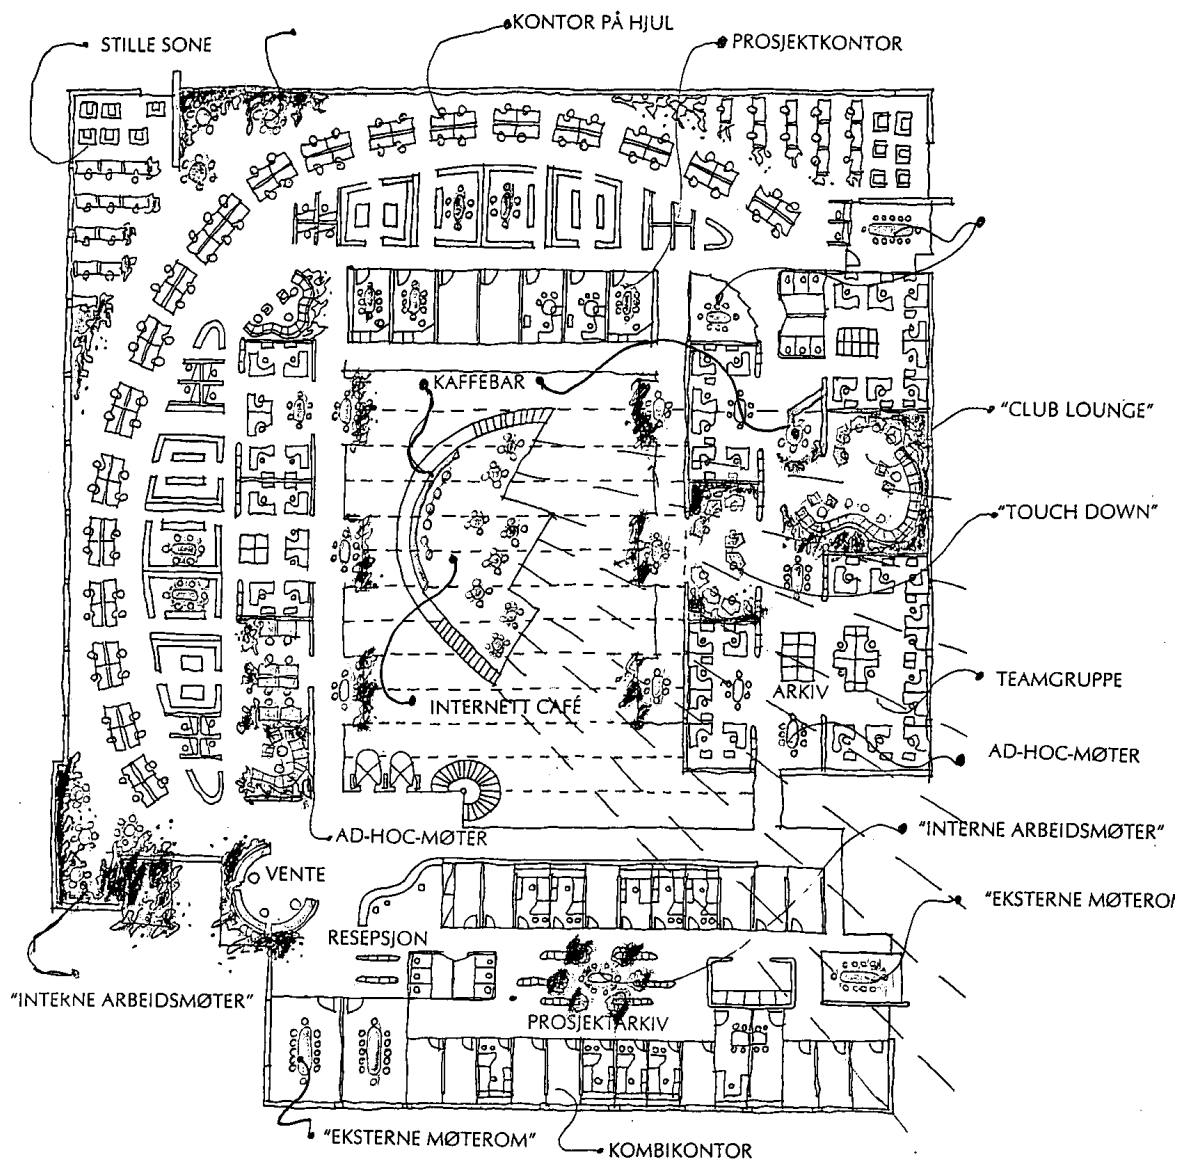 KONTOR PÅ HJUL
STILLE SONE
PROSJEKTKONTOR
KAFFEBAR
"CLUB LOUNGE"
"TOUCH DOWN"
TEAMGRUPPE
ARKIV
INTERNETT CAFÉ
AD-HOC-MØTER
AD-HOC-MØTER
"INTERNE ARBEIDSMØTER"
VENTE
"EKSTERNE MØTERO
RESEPSJON
"INTERNE ARBEIDSMØTER"
PROSJEKTARKIV
"EKSTERNE MØTEROM"
KOMBIKONTOR